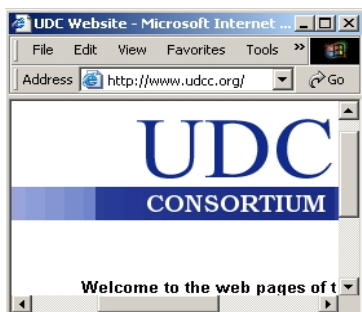 UDC Website - Microsoft Internet ...
File Edit View Favorites Tools »
Address http://www.udcc.org/ Go
UDC
CONSORTIUM
Welcome to the web pages of t